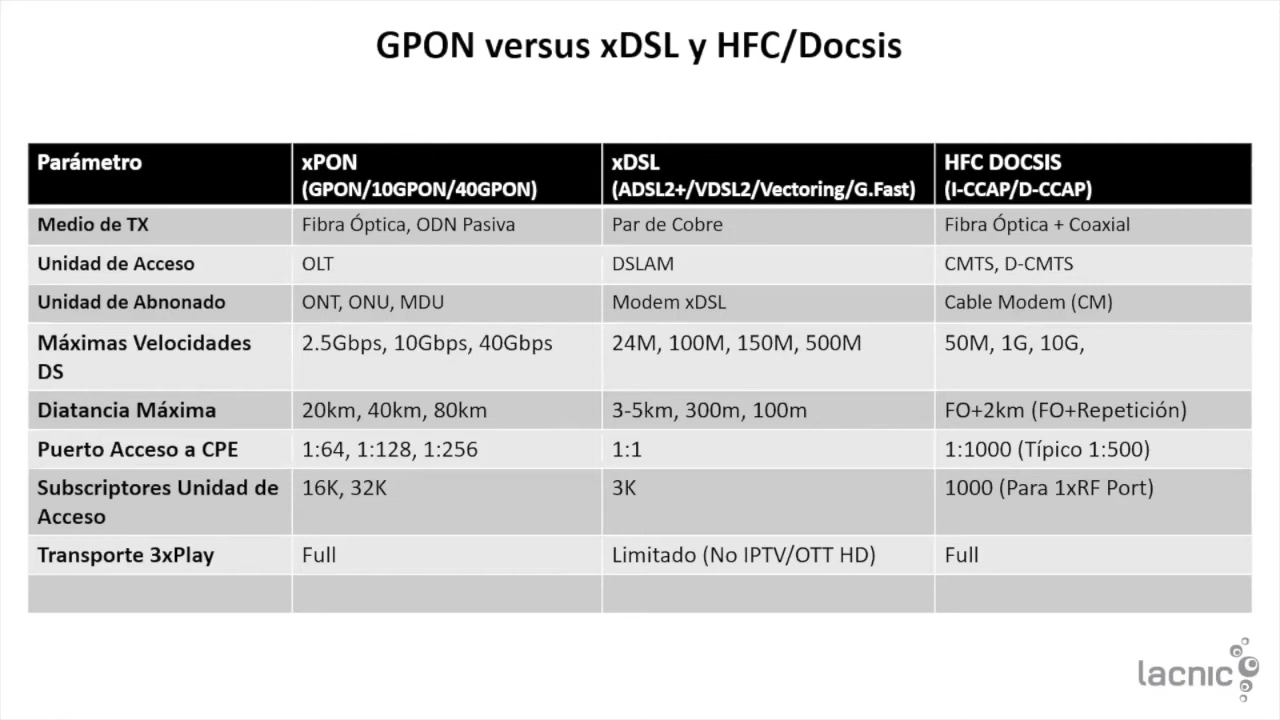 GPON versus xDSL y HFC/Docsis
Parámetro
xPON
(GPON/10GPON/40GPON)
xDSL
(ADSL2+/VDSL2/Vectoring/G.Fast)
HFC DOCSIS
(I-CCAP/D-CCAP)
Medio de TX
Fibra Óptica, ODN Pasiva
Par de Cobre
Fibra Óptica + Coaxial
Unidad de Acceso
OLT
DSLAM
CMTS, D-CMTS
Unidad de Abnonado
ONT, ONU, MDU
Modem xDSL
Cable Modem (CM)
Máximas Velocidades
DS
2.5Gbps, 10Gbps, 40Gbps
24M, 100M, 150M, 500M
50M, 1G, 10G,
Diatancia Máxima
20km, 40km, 80km
3-5km, 300m, 100m
FO+2km (FO+Repetición)
Puerto Acceso a CPE
1:64, 1:128, 1:256
1:1
1:1000 (Típico 1:500)
Subscriptores Unidad de
Acceso
16K, 32K
3K
1000 (Para 1xRF Port)
Transporte 3xPlay
Full
Limitado (No IPTV/OTT HD)
Full
lacnic